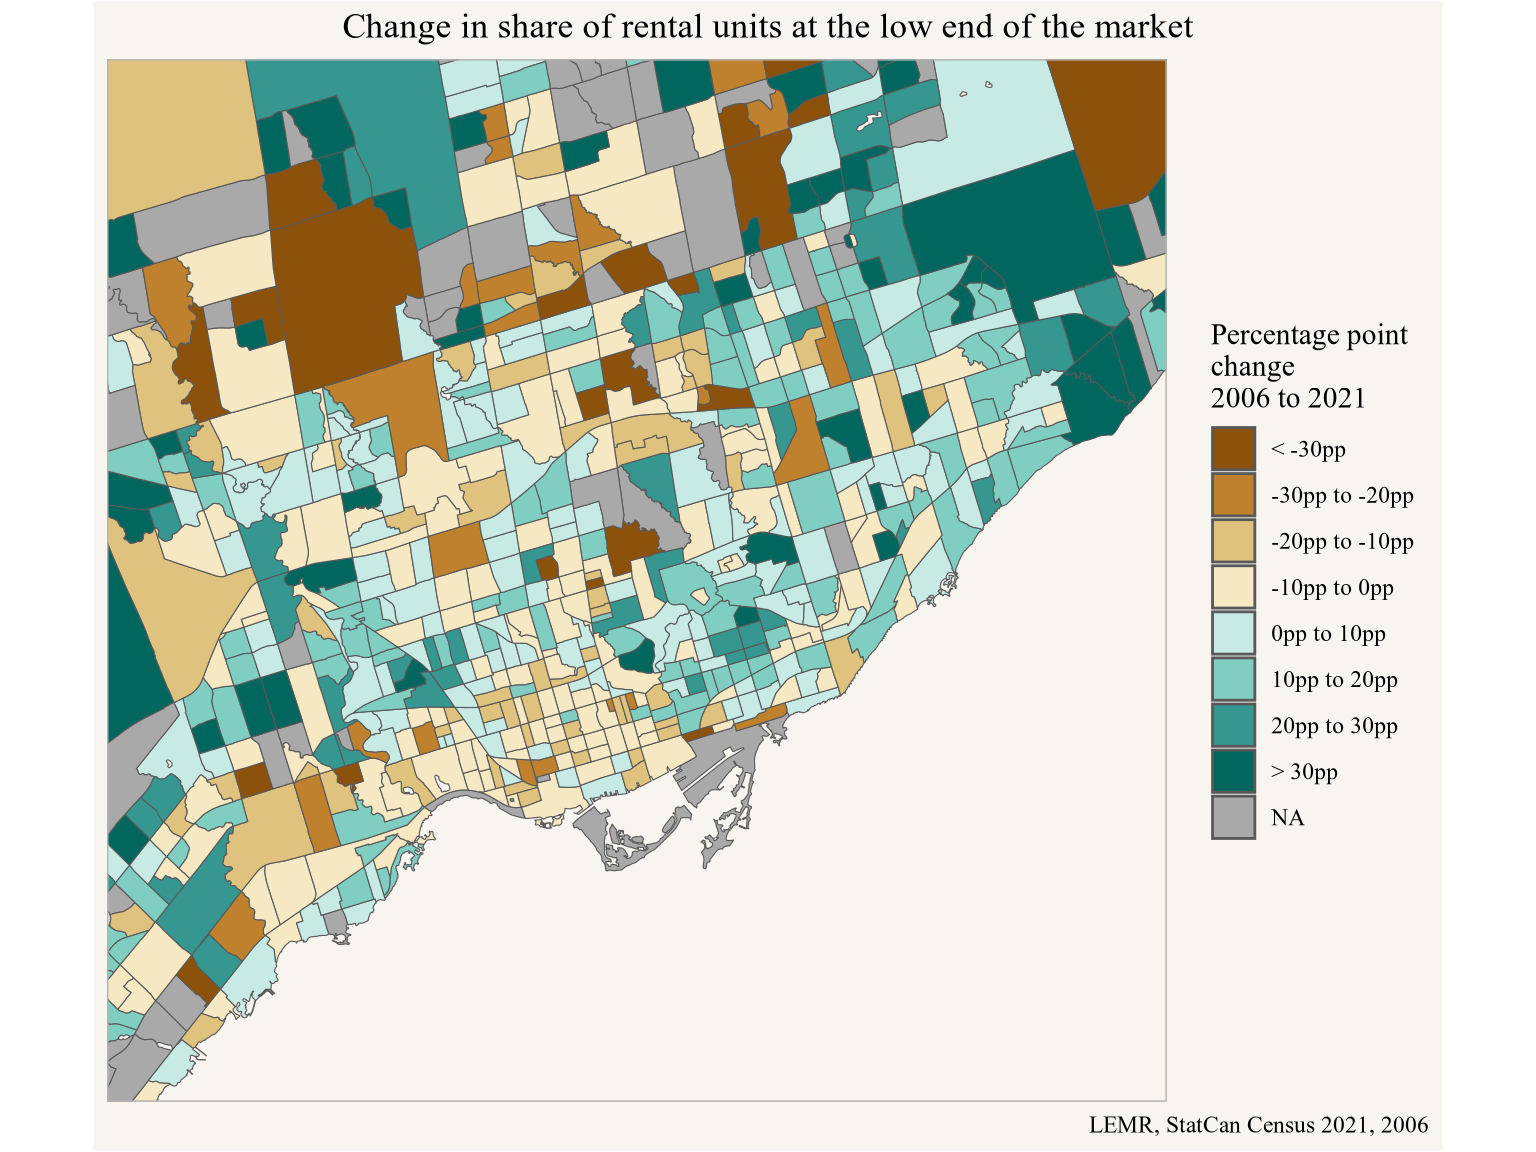 Change in share of rental units at the low end of the market
Percentage point
change
2006 to 2021
< -30pp
-30pp to -20pp
-20pp to -10pp
-10pp to 0pp
0pp to 10pp
10pp to 20pp
20pp to 30pp
> 30pp
NA
LEMR, StatCan Census 2021, 2006